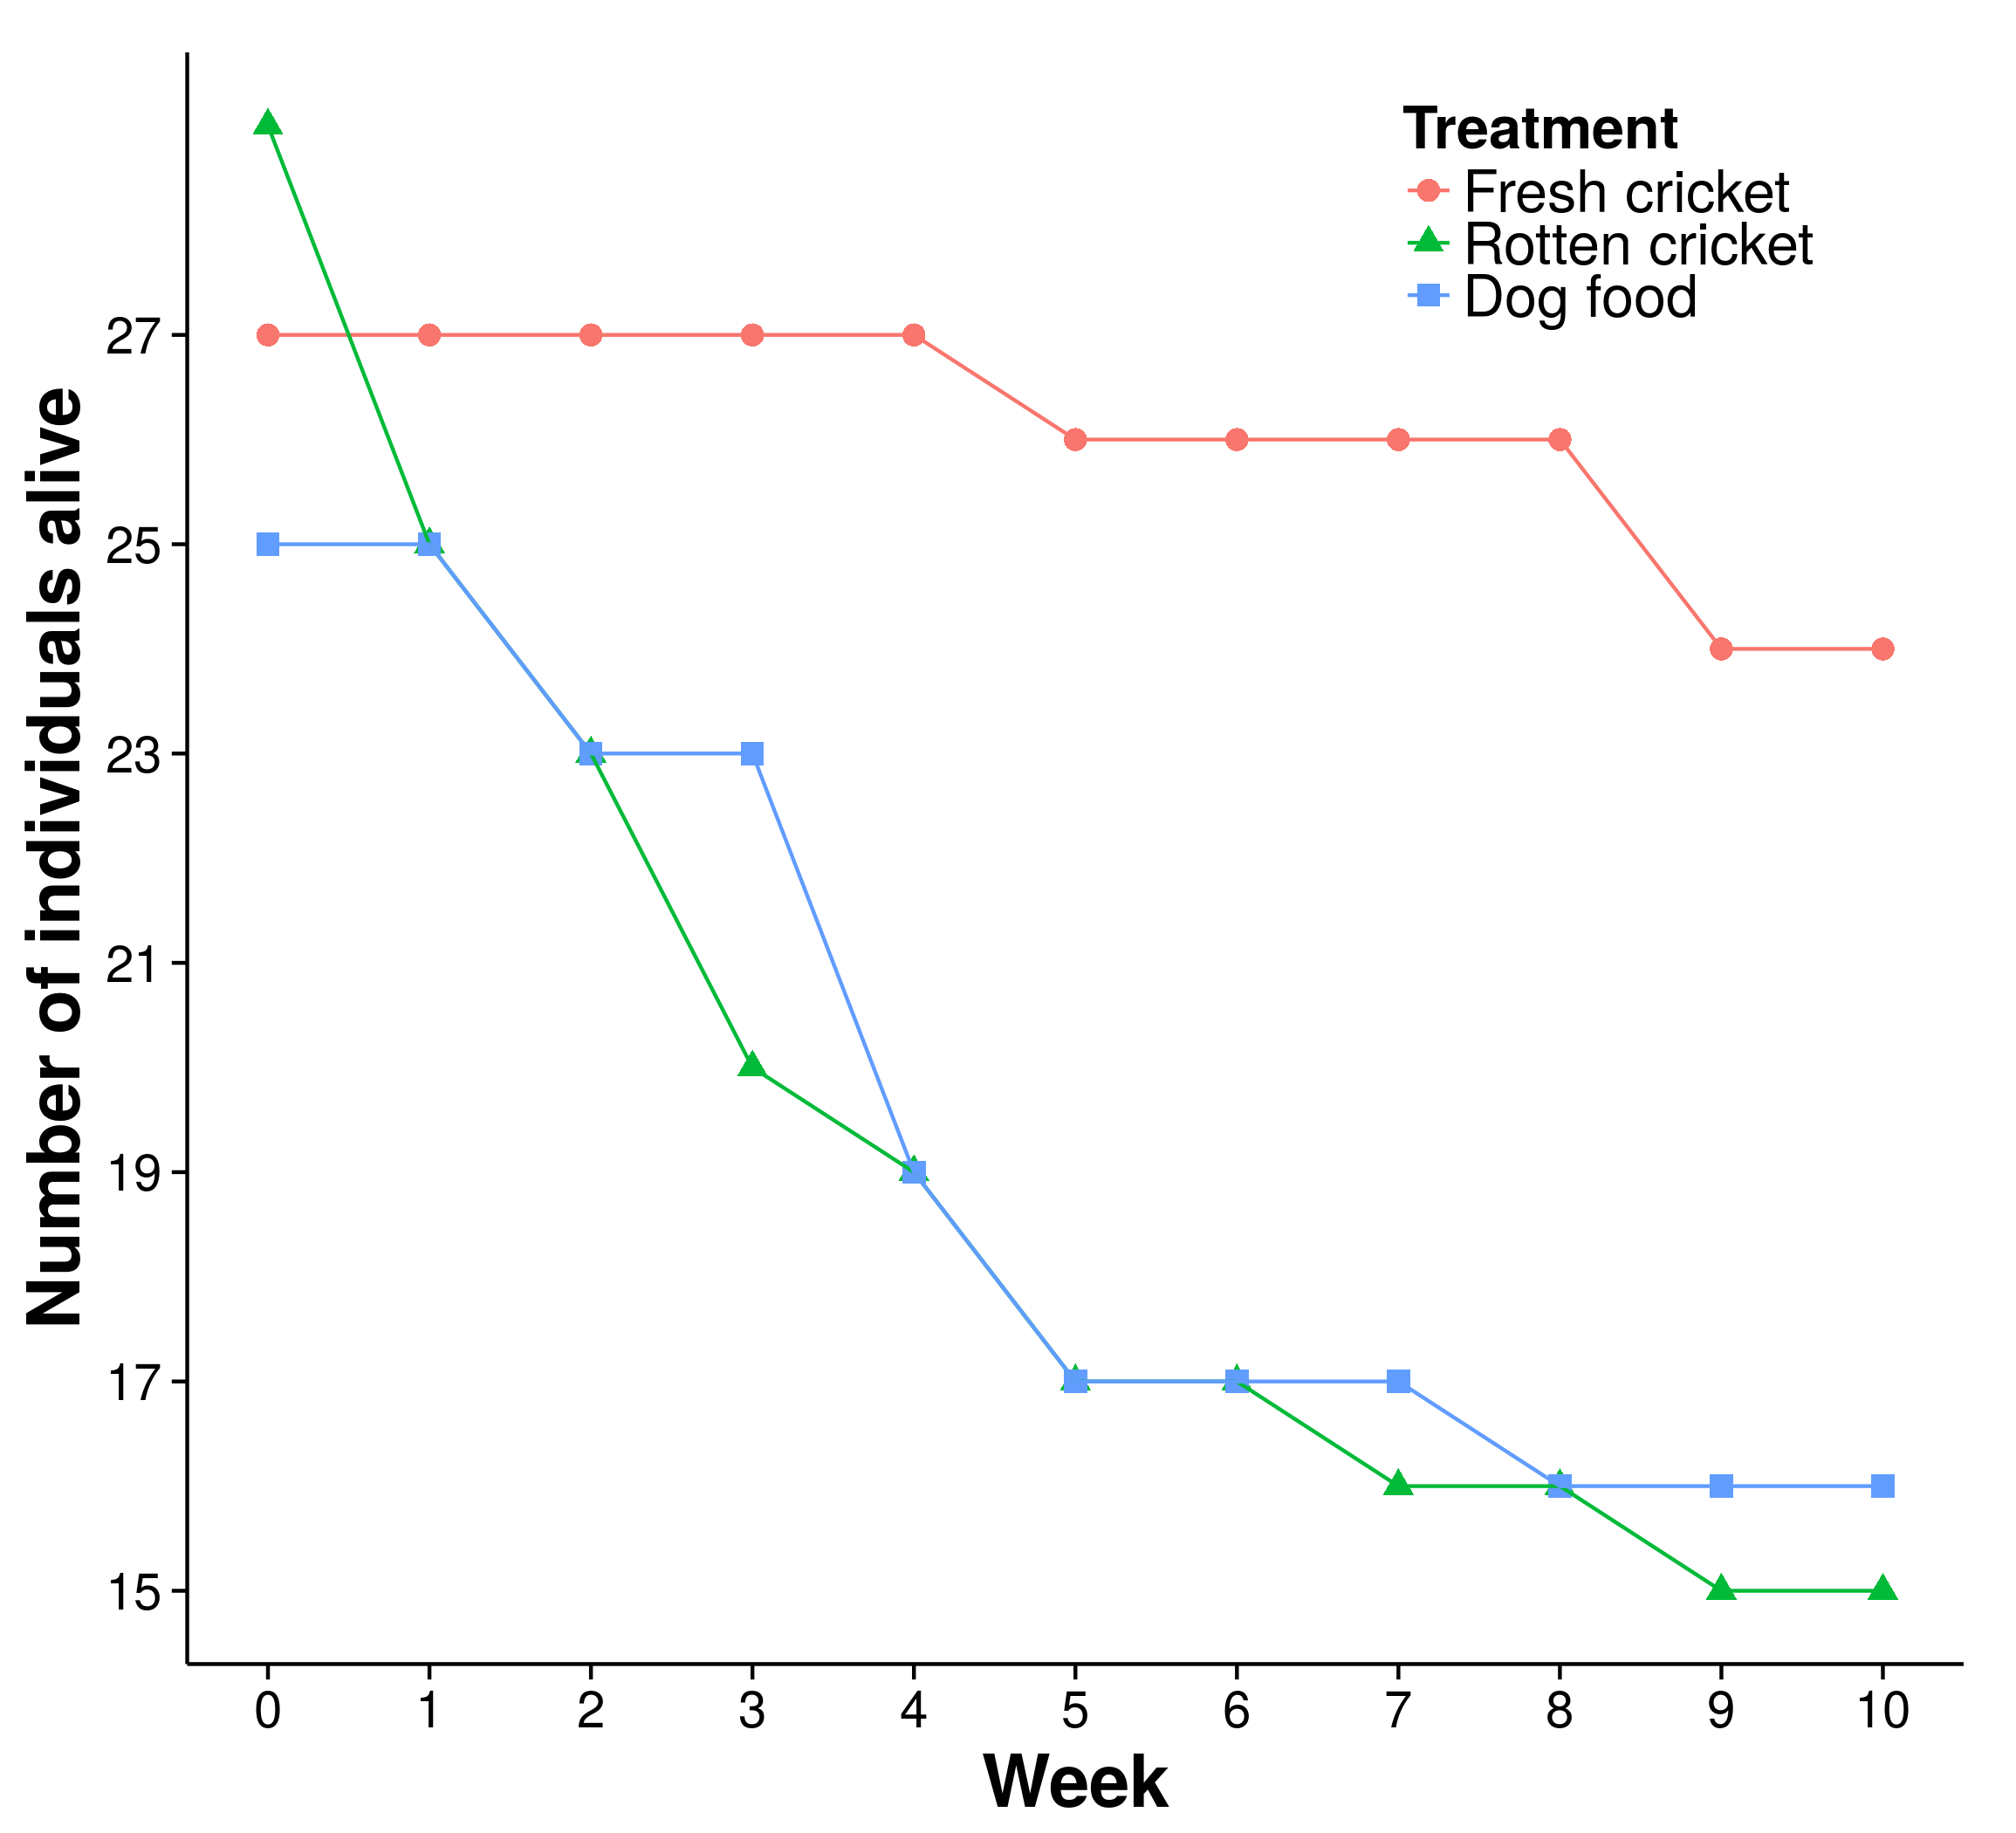 Treatment
Fresh cricket
Rotten cricket
Dog food
Number of individuals alive
27
25
23
21
19
17
15
0 1 2 3 4 5 6 7 8 9 10
Week